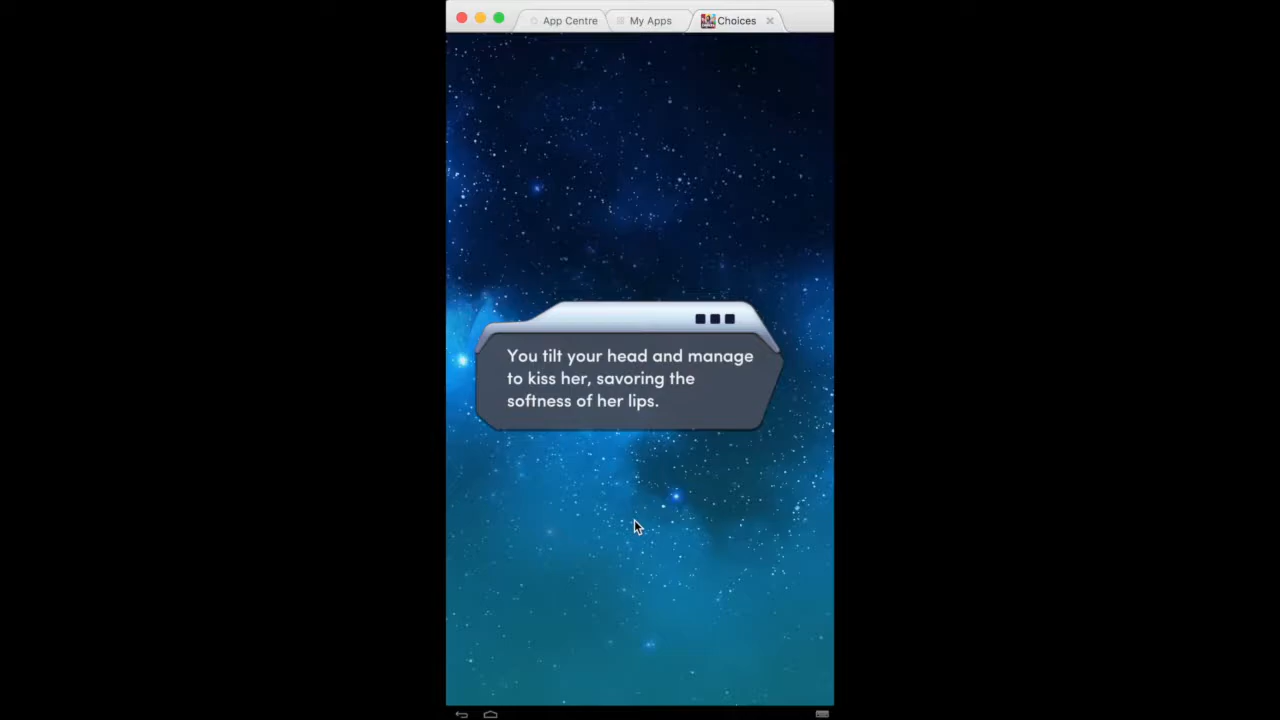 App Centre My Apps Choices
You tilt your head and manage
to kiss her, savoring the
softness of her lips.